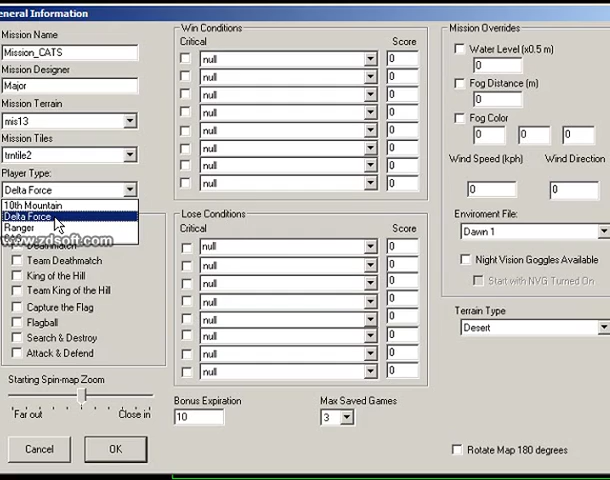 eneral Information
Mission Name
Mission_CATS
Mission Designer
Major
Mission Terrain
mis13
Mission Tiles
trntile2
Player Type:
Delta Force
10th Mountain
Delta Force
Ranger
www.zdsoft.com
Deathmatch
Team Deathmatch
King of the Hill
Team King of the Hill
Capture the Flag
Flagball
Search & Destroy
Attack & Defend
Starting Spin-map Zoom
Far out
Close in
Cancel
OK
Win Conditions
Critical
Score
null
0
null
0
null
0
null
0
null
0
null
0
null
0
null
0
Lose Conditions
Critical
Score
null
0
null
0
null
0
null
0
null
0
null
0
null
0
null
0
Bonus Expiration
10
Max Saved Games
3
Mission Overrides
Water Level (x0.5 m)
0
Fog Distance (m)
0
Fog Color
0
0
0
Wind Speed (kph)
Wind Direction
0
0
Enviroment File:
Dawn 1
Night Vision Goggles Available
Start with NVG Turned On
Terrain Type
Desert
Rotate Map 180 degrees